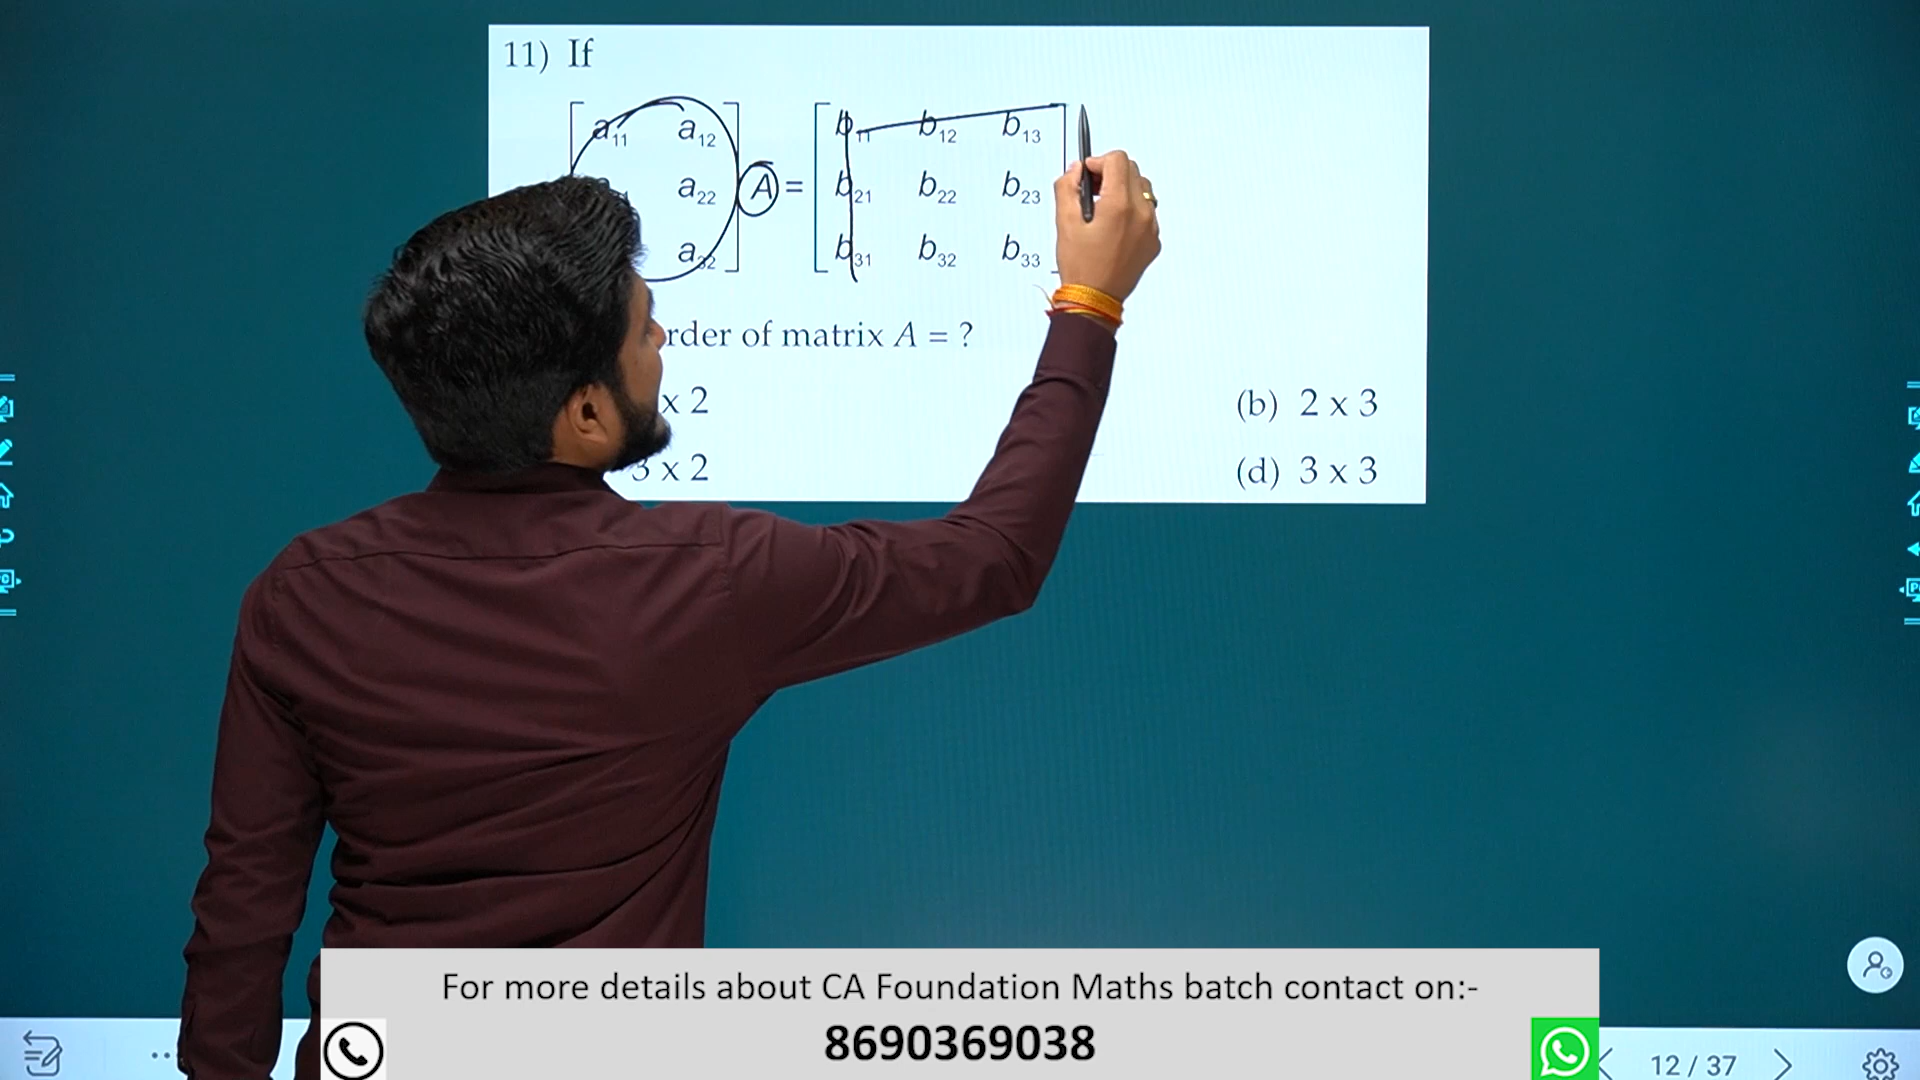 11) If
a11 a12 b11 b12 b13
a22 A = b21 b22 b23
a32 b31 b32 b33
rder of matrix A = ?
x 2 (b) 2 x 3
3 x 2 (d) 3 x 3
For more details about CA Foundation Maths batch contact on:-
8690369038
12 / 37